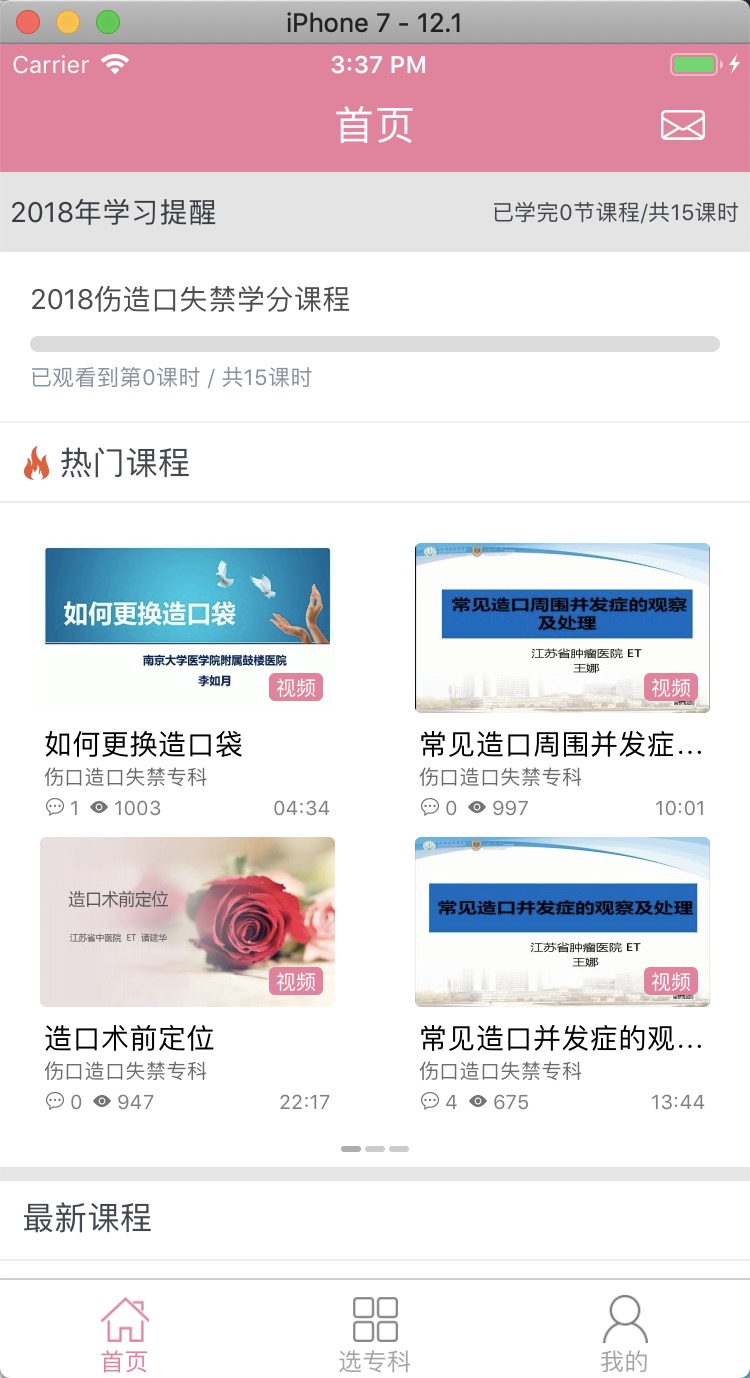 iPhone 7 - 12.1
Carrier
3:37 PM
首页
2018年学习提醒
已学完0节课程/共15课时
2018伤造口失禁学分课程
已观看到第0课时 / 共15课时
热门课程
如何更换造口袋
南京大学医学院附属鼓楼医院
李如月
视频
如何更换造口袋
伤口造口失禁专科
1 1003 04:34
常见造口周围并发症的观察
及处理
江苏省肿瘤医院 ET
王娜
视频
常见造口周围并发症...
伤口造口失禁专科
0 997 10:01
造口术前定位
江苏省中医院 ET 诸建华
视频
造口术前定位
伤口造口失禁专科
0 947 22:17
常见造口并发症的观察及处理
江苏省肿瘤医院 ET
王娜
视频
常见造口并发症的观...
伤口造口失禁专科
4 675 13:44
最新课程
首页
选专科
我的